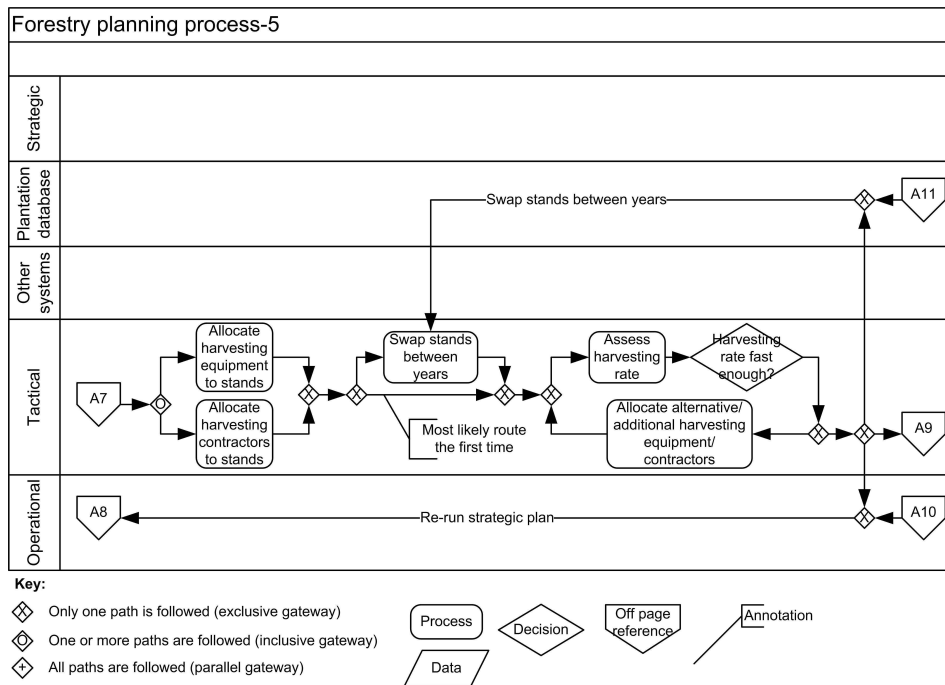 Forestry planning process-5
Strategic
Plantation
database
A11
Swap stands between years
Other
systems
Tactical
A7
O
Allocate
harvesting
equipment
to stands
Allocate
harvesting
contractors
to stands
X
X
Swap stands
between
years
Most likely route
the first time
X
X
Assess
harvesting
rate
Harvesting
rate fast
enough?
Allocate alternative/
additional harvesting
equipment/
contractors
X
X
X
A9
Operational
A8
Re-run strategic plan
X
A10
Key:
X
Only one path is followed (exclusive gateway)
O
One or more paths are followed (inclusive gateway)
+
All paths are followed (parallel gateway)
Process
Decision
Off page
reference
Annotation
Data